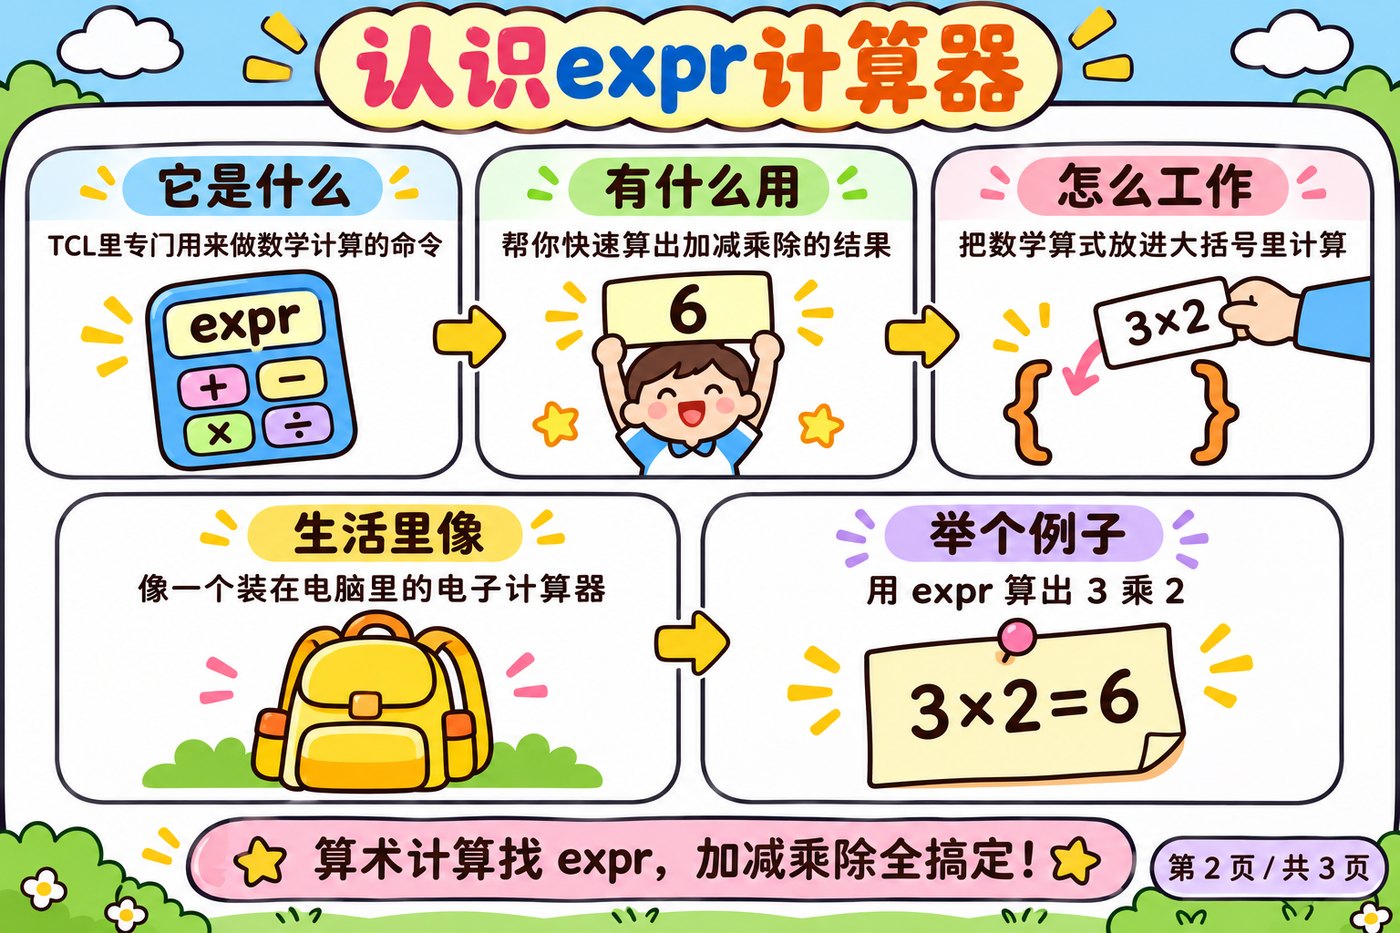 认识expr计算器
它是什么
TCL里专门用来做数学计算的命令
expr
+ −
× ÷
有什么用
帮你快速算出加减乘除的结果
6
怎么工作
把数学算式放进大括号里计算
3×2
{ }
生活里像
像一个装在电脑里的电子计算器
举个例子
用 expr 算出 3 乘 2
3×2=6
算术计算找 expr，加减乘除全搞定！
第 2 页 / 共 3 页